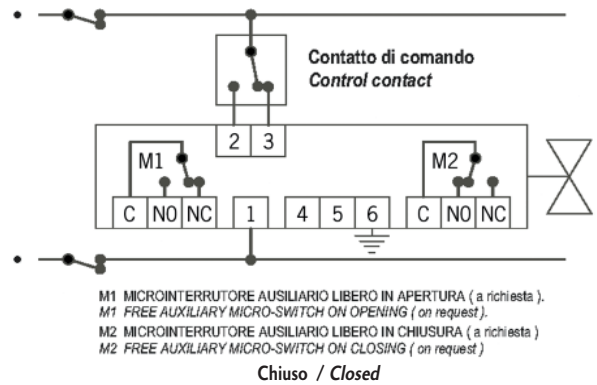 Contatto di comando
Control contact
2 3
M1 M2
C NO NC 1 4 5 6 C NO NC
M1 MICROINTERRUTORE AUSILIARIO LIBERO IN APERTURA ( a richiesta ).
M1 FREE AUXILIARY MICRO-SWITCH ON OPENING ( on request ).
M2 MICROINTERRUTORE AUSILIARIO LIBERO IN CHIUSURA ( a richiesta )
M2 FREE AUXILIARY MICRO-SWITCH ON CLOSING ( on request )
Chiuso / Closed